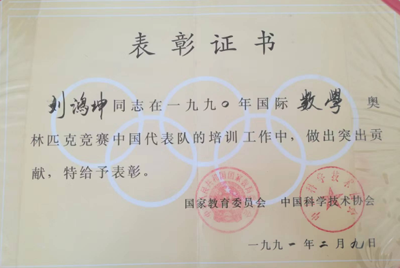 表彰证书
刘鸿坤同志在一九九〇年国际数学奥
林匹克竞赛中国代表队的培训工作中，做出突出贡
献，特给予表彰。
国家教育委员会 中国科学技术协会
一九九一年二月九日